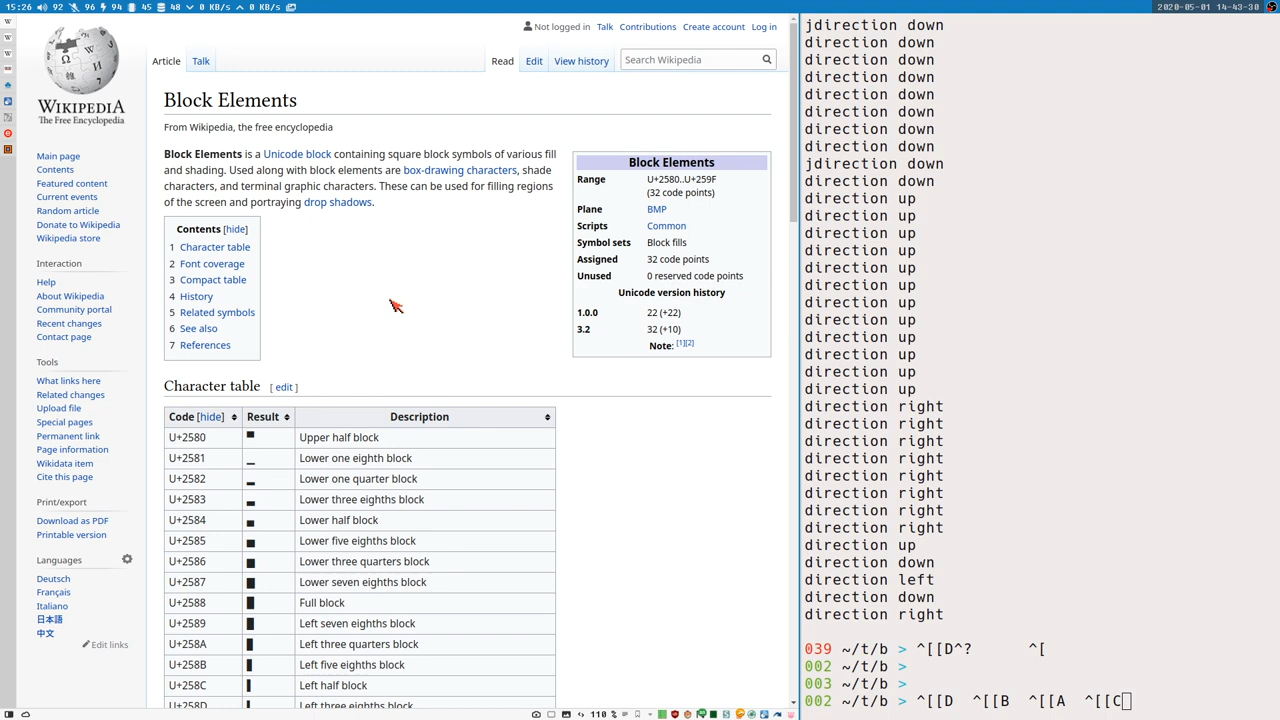 15:26 92 96 94 45 48 0 KB/s 0 KB/s
2020-05-01 14-43-30
Not logged in Talk Contributions Create account Log in
Article Talk
Read Edit View history Search Wikipedia
WIKIPEDIA
The Free Encyclopedia
Main page
Contents
Featured content
Current events
Random article
Donate to Wikipedia
Wikipedia store
Interaction
Help
About Wikipedia
Community portal
Recent changes
Contact page
Tools
What links here
Related changes
Upload file
Special pages
Permanent link
Page information
Wikidata item
Cite this page
Print/export
Download as PDF
Printable version
Languages
Deutsch
Français
Italiano
日本語
中文
Edit links
Block Elements
From Wikipedia, the free encyclopedia
Block Elements is a Unicode block containing square block symbols of various fill
and shading. Used along with block elements are box-drawing characters, shade
characters, and terminal graphic characters. These can be used for filling regions
of the screen and portraying drop shadows.
Contents [hide]
1 Character table
2 Font coverage
3 Compact table
4 History
5 Related symbols
6 See also
7 References
Block Elements
Range U+2580..U+259F
(32 code points)
Plane BMP
Scripts Common
Symbol sets Block fills
Assigned 32 code points
Unused 0 reserved code points
Unicode version history
1.0.0 22 (+22)
3.2 32 (+10)
Note: [1][2]
Character table [ edit ]
Code [hide] Result Description
U+2580 ▀ Upper half block
U+2581 ▁ Lower one eighth block
U+2582 ▂ Lower one quarter block
U+2583 ▃ Lower three eighths block
U+2584 ▄ Lower half block
U+2585 ▅ Lower five eighths block
U+2586 ▆ Lower three quarters block
U+2587 ▇ Lower seven eighths block
U+2588 █ Full block
U+2589 ▉ Left seven eighths block
U+258A ▊ Left three quarters block
U+258B ▋ Left five eighths block
U+258C ▌ Left half block
U+258D ▍ Left three eighths block
110 %
jdirection down
direction down
direction down
direction down
direction down
direction down
direction down
direction down
jdirection down
direction down
direction up
direction up
direction up
direction up
direction up
direction up
direction up
direction up
direction up
direction up
direction up
direction up
direction right
direction right
direction right
direction right
direction right
direction right
direction right
direction right
direction up
direction down
direction left
direction down
direction right
039 ~/t/b > ^[[D^? ^[
002 ~/t/b >
003 ~/t/b >
002 ~/t/b > ^[[D ^[[B ^[[A ^[[C